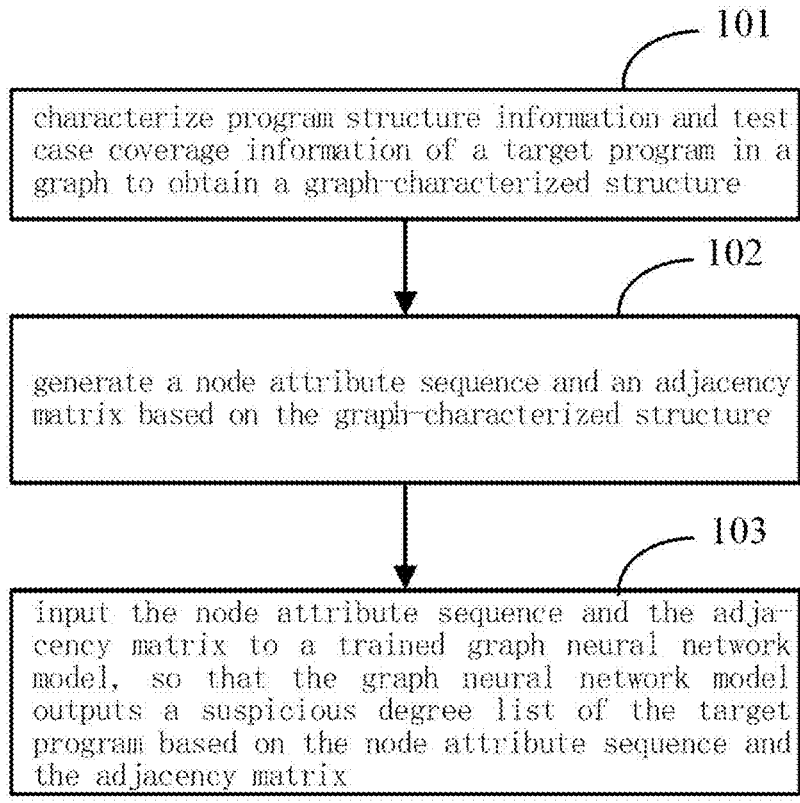 101
characterize program structure information and test
case coverage information of a target program in a
graph to obtain a graph-characterized structure
102
generate a node attribute sequence and an adjacency
matrix based on the graph-characterized structure
103
input the node attribute sequence and the adja-
cency matrix to a trained graph neural network
model, so that the graph neural network model
outputs a suspicious degree list of the target
program based on the node attribute sequence and
the adjacency matrix